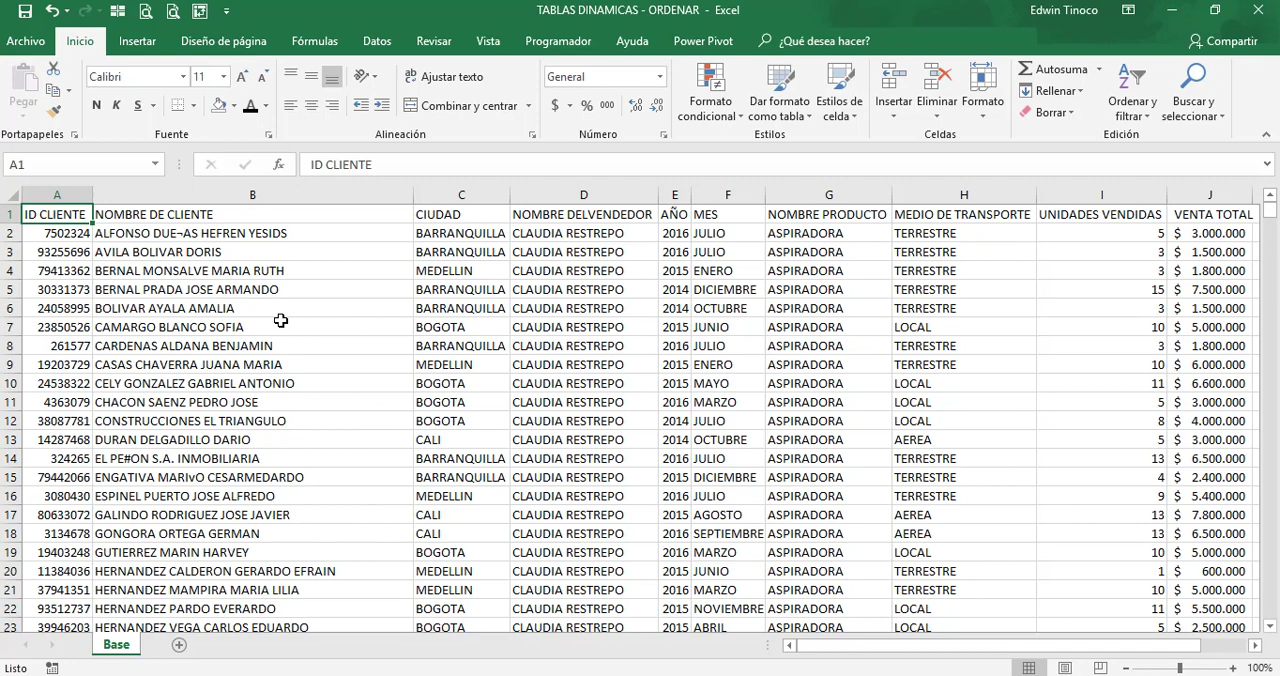 TABLAS DINAMICAS - ORDENAR - Excel
Edwin Tinoco
Archivo Inicio Insertar Diseño de página Fórmulas Datos Revisar Vista Programador Ayuda Power Pivot ¿Qué desea hacer? Compartir
Calibri 11 Ajustar texto General Autosuma
Pegar Formato Dar formato Estilos de Insertar Eliminar Formato Rellenar Ordenar y Buscar y
N K S A Combinar y centrar $ % 000 condicional como tabla celda Borrar filtrar seleccionar
Portapapeles Fuente Alineación Número Estilos Celdas Edición
A1 fx ID CLIENTE
A B C D E F G H I J
1 ID CLIENTE NOMBRE DE CLIENTE CIUDAD NOMBRE DELVENDEDOR AÑO MES NOMBRE PRODUCTO MEDIO DE TRANSPORTE UNIDADES VENDIDAS VENTA TOTAL
2 7502324 ALFONSO DUE¬AS HEFREN YESIDS BARRANQUILLA CLAUDIA RESTREPO 2016 JULIO ASPIRADORA TERRESTRE 5 $ 3.000.000
3 93255696 AVILA BOLIVAR DORIS BARRANQUILLA CLAUDIA RESTREPO 2016 JULIO ASPIRADORA TERRESTRE 3 $ 1.500.000
4 79413362 BERNAL MONSALVE MARIA RUTH MEDELLIN CLAUDIA RESTREPO 2015 ENERO ASPIRADORA TERRESTRE 3 $ 1.800.000
5 30331373 BERNAL PRADA JOSE ARMANDO BARRANQUILLA CLAUDIA RESTREPO 2014 DICIEMBRE ASPIRADORA TERRESTRE 15 $ 7.500.000
6 24058995 BOLIVAR AYALA AMALIA BARRANQUILLA CLAUDIA RESTREPO 2014 OCTUBRE ASPIRADORA TERRESTRE 3 $ 1.500.000
7 23850526 CAMARGO BLANCO SOFIA BOGOTA CLAUDIA RESTREPO 2015 JUNIO ASPIRADORA LOCAL 10 $ 5.000.000
8 261577 CARDENAS ALDANA BENJAMIN BARRANQUILLA CLAUDIA RESTREPO 2015 JULIO ASPIRADORA TERRESTRE 3 $ 1.800.000
9 19203729 CASAS CHAVERRA JUANA MARIA MEDELLIN CLAUDIA RESTREPO 2015 ENERO ASPIRADORA TERRESTRE 10 $ 6.000.000
10 24538322 CELY GONZALEZ GABRIEL ANTONIO BOGOTA CLAUDIA RESTREPO 2015 MAYO ASPIRADORA LOCAL 11 $ 6.600.000
11 4363079 CHACON SAENZ PEDRO JOSE BOGOTA CLAUDIA RESTREPO 2016 MARZO ASPIRADORA LOCAL 5 $ 3.000.000
12 38087781 CONSTRUCCIONES EL TRIANGULO BOGOTA CLAUDIA RESTREPO 2014 JULIO ASPIRADORA LOCAL 8 $ 4.000.000
13 14287468 DURAN DELGADILLO DARIO CALI CLAUDIA RESTREPO 2014 OCTUBRE ASPIRADORA AEREA 5 $ 3.000.000
14 324265 EL PE#ON S.A. INMOBILIARIA BARRANQUILLA CLAUDIA RESTREPO 2016 JULIO ASPIRADORA TERRESTRE 13 $ 6.500.000
15 79442066 ENGATIVA MARIvO CESARMEDARDO BARRANQUILLA CLAUDIA RESTREPO 2015 DICIEMBRE ASPIRADORA TERRESTRE 4 $ 2.400.000
16 3080430 ESPINEL PUERTO JOSE ALFREDO MEDELLIN CLAUDIA RESTREPO 2016 JULIO ASPIRADORA TERRESTRE 9 $ 5.400.000
17 80633072 GALINDO RODRIGUEZ JOSE JAVIER CALI CLAUDIA RESTREPO 2015 AGOSTO ASPIRADORA AEREA 13 $ 7.800.000
18 3134678 GONGORA ORTEGA GERMAN CALI CLAUDIA RESTREPO 2016 SEPTIEMBRE ASPIRADORA AEREA 13 $ 6.500.000
19 19403248 GUTIERREZ MARIN HARVEY BOGOTA CLAUDIA RESTREPO 2016 MARZO ASPIRADORA LOCAL 10 $ 5.000.000
20 11384036 HERNANDEZ CALDERON GERARDO EFRAIN MEDELLIN CLAUDIA RESTREPO 2015 JUNIO ASPIRADORA TERRESTRE 1 $ 600.000
21 37941351 HERNANDEZ MAMPIRA MARIA LILIA MEDELLIN CLAUDIA RESTREPO 2016 MARZO ASPIRADORA TERRESTRE 10 $ 5.000.000
22 93512737 HERNANDEZ PARDO EVERARDO BOGOTA CLAUDIA RESTREPO 2015 NOVIEMBRE ASPIRADORA LOCAL 11 $ 5.500.000
23 39946203 HERNANDEZ VEGA CARLOS EDUARDO BOGOTA CLAUDIA RESTREPO 2015 ABRIL ASPIRADORA LOCAL 5 $ 2.500.000
Base
Listo 100%